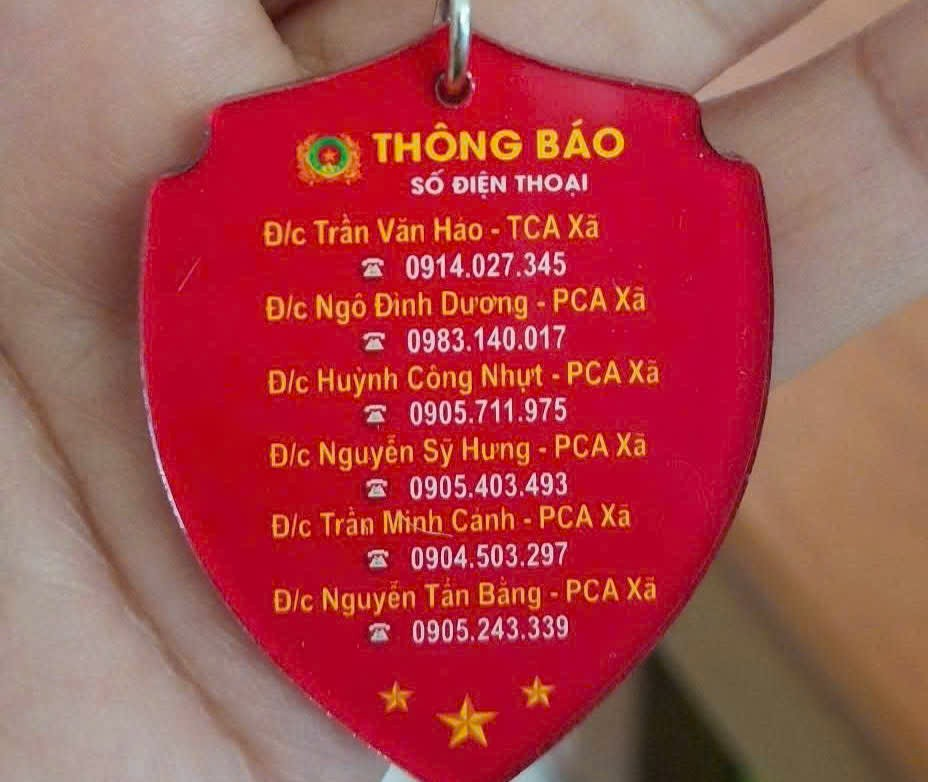 THÔNG BÁO
SỐ ĐIỆN THOẠI
Đ/c Trần Văn Hảo - TCA Xã
☎ 0914.027.345
Đ/c Ngô Đình Dương - PCA Xã
☎ 0983.140.017
Đ/c Huỳnh Công Nhựt - PCA Xã
☎ 0905.711.975
Đ/c Nguyễn Sỹ Hưng - PCA Xã
☎ 0905.403.493
Đ/c Trần Minh Cảnh - PCA Xã
☎ 0904.503.297
Đ/c Nguyễn Tấn Bằng - PCA Xã
☎ 0905.243.339